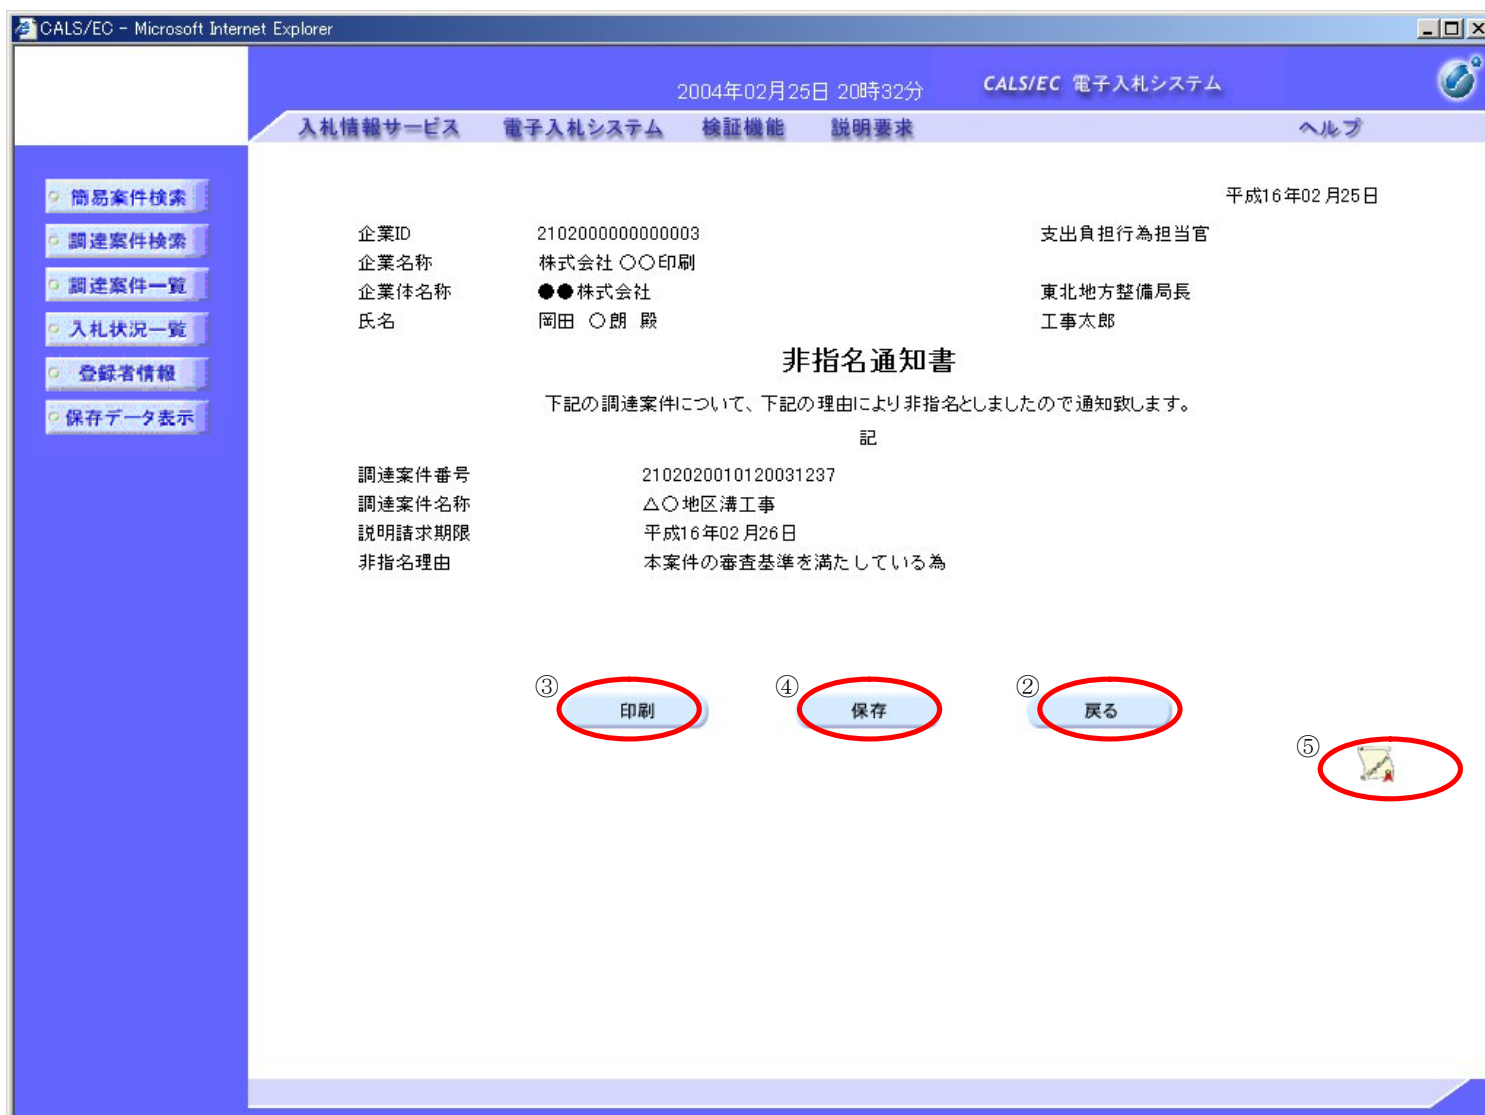 CALS/EC - Microsoft Internet Explorer
2004年02月25日 20時32分
CALS/EC 電子入札システム
入札情報サービス 電子入札システム 検証機能 説明要求 ヘルプ
簡易案件検索
調達案件検索
調達案件一覧
入札状況一覧
登録者情報
保存データ表示
平成16年02月25日
企業ID 2102000000000003 支出負担行為担当官
企業名称 株式会社 〇〇印刷
企業体名称 ●●株式会社 東北地方整備局長
氏名 岡田 〇朗 殿 工事太郎
非指名通知書
下記の調達案件について、下記の理由により非指名としましたので通知致します。
記
調達案件番号 2102020010120031237
調達案件名称 △〇地区溝工事
説明請求期限 平成16年02月26日
非指名理由 本案件の審査基準を満たしている為
③ 印刷 ④ 保存 ② 戻る
⑤